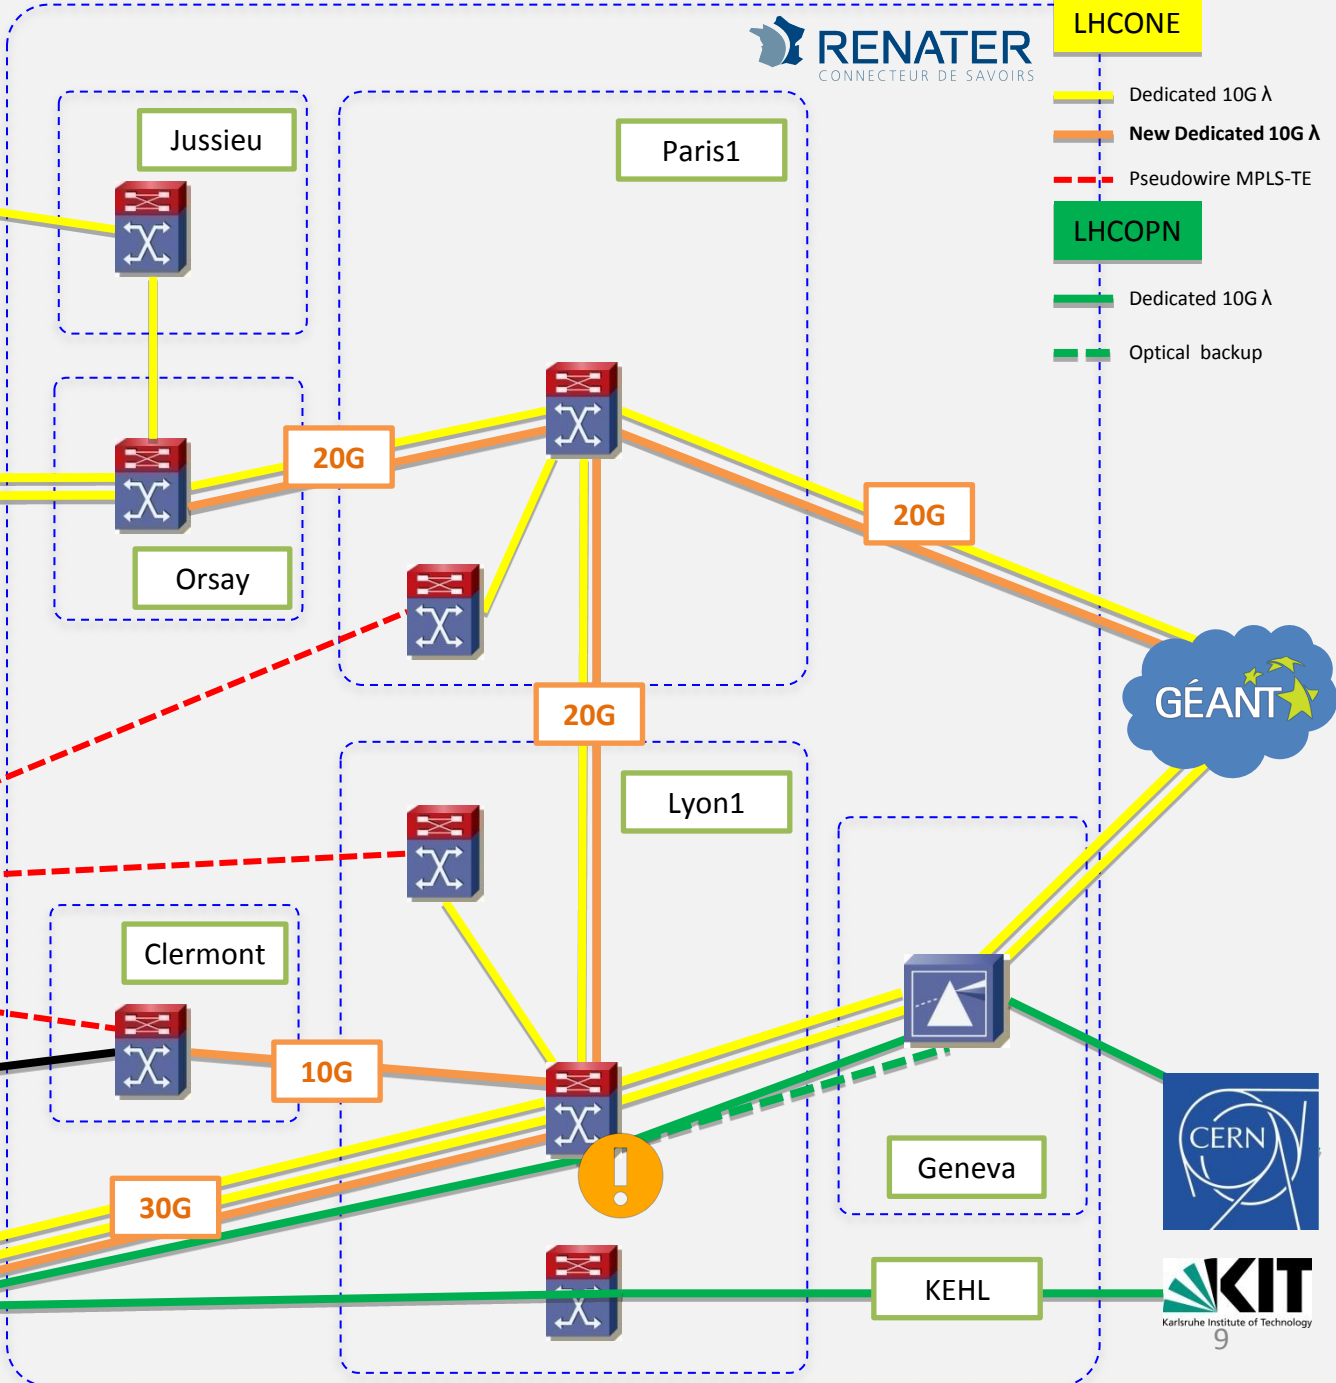 RENATER
CONNECTEUR DE SAVOIRS
LHCONE
Dedicated 10G λ
New Dedicated 10G λ
Pseudowire MPLS-TE
LHCOPN
Dedicated 10G λ
Optical backup
Jussieu
Paris1
20G
20G
Orsay
20G
GÉANT
Lyon1
Clermont
10G
CERN
Geneva
30G
KEHL
KIT
Karlsruhe Institute of Technology
9